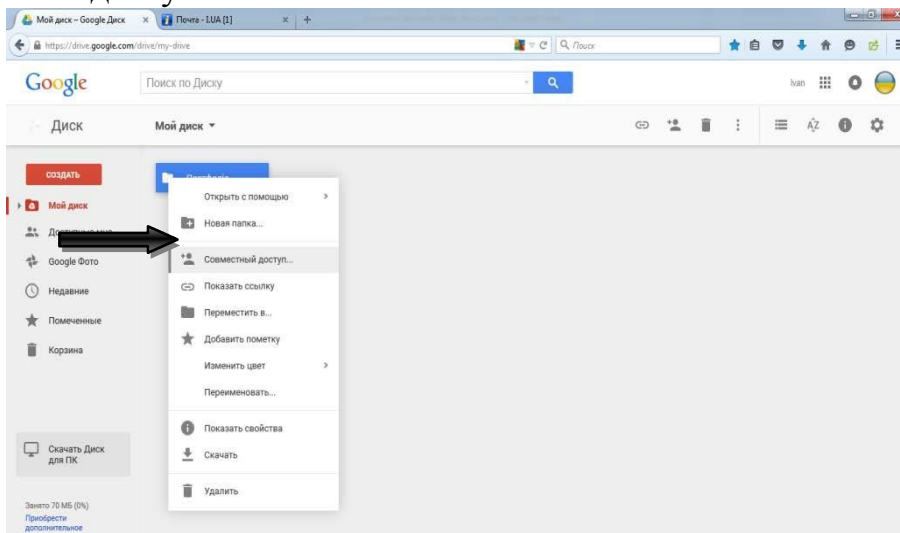 Мой диск – Google Диск
Почта - I.UA [1]
https://drive.google.com/drive/my-drive
Поиск
Google
Поиск по Диску
Ivan
Диск
Мой диск
СОЗДАТЬ
Мой диск
Google Фото
Недавние
Помеченные
Корзина
Скачать Диск
для ПК
Занято 70 МБ (0%)
Приобрести
дополнительное
Открыть с помощью
Новая папка...
Совместный доступ...
Показать ссылку
Переместить в...
Добавить пометку
Изменить цвет
Переименовать...
Показать свойства
Скачать
Удалить